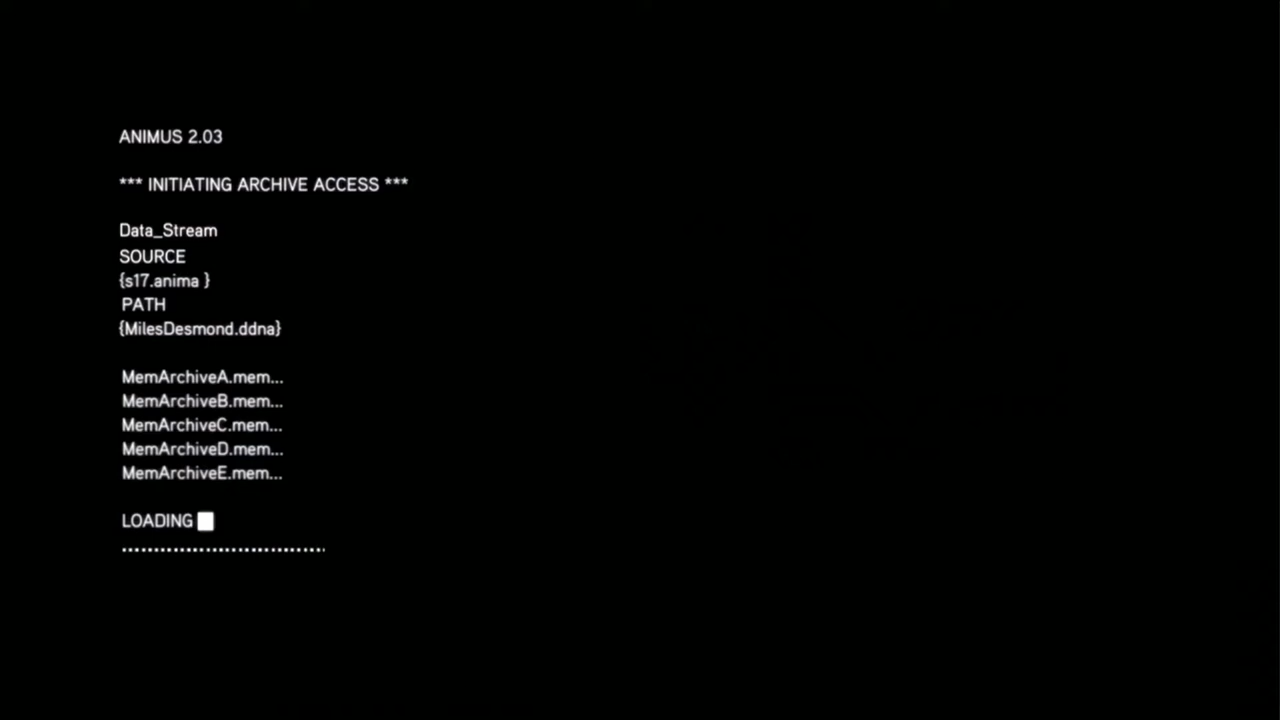 ANIMUS 2.03
*** INITIATING ARCHIVE ACCESS ***
Data_Stream
SOURCE
{s17.anima }
PATH
{MilesDesmond.ddna}
MemArchiveA.mem...
MemArchiveB.mem...
MemArchiveC.mem...
MemArchiveD.mem...
MemArchiveE.mem...
LOADING
................................